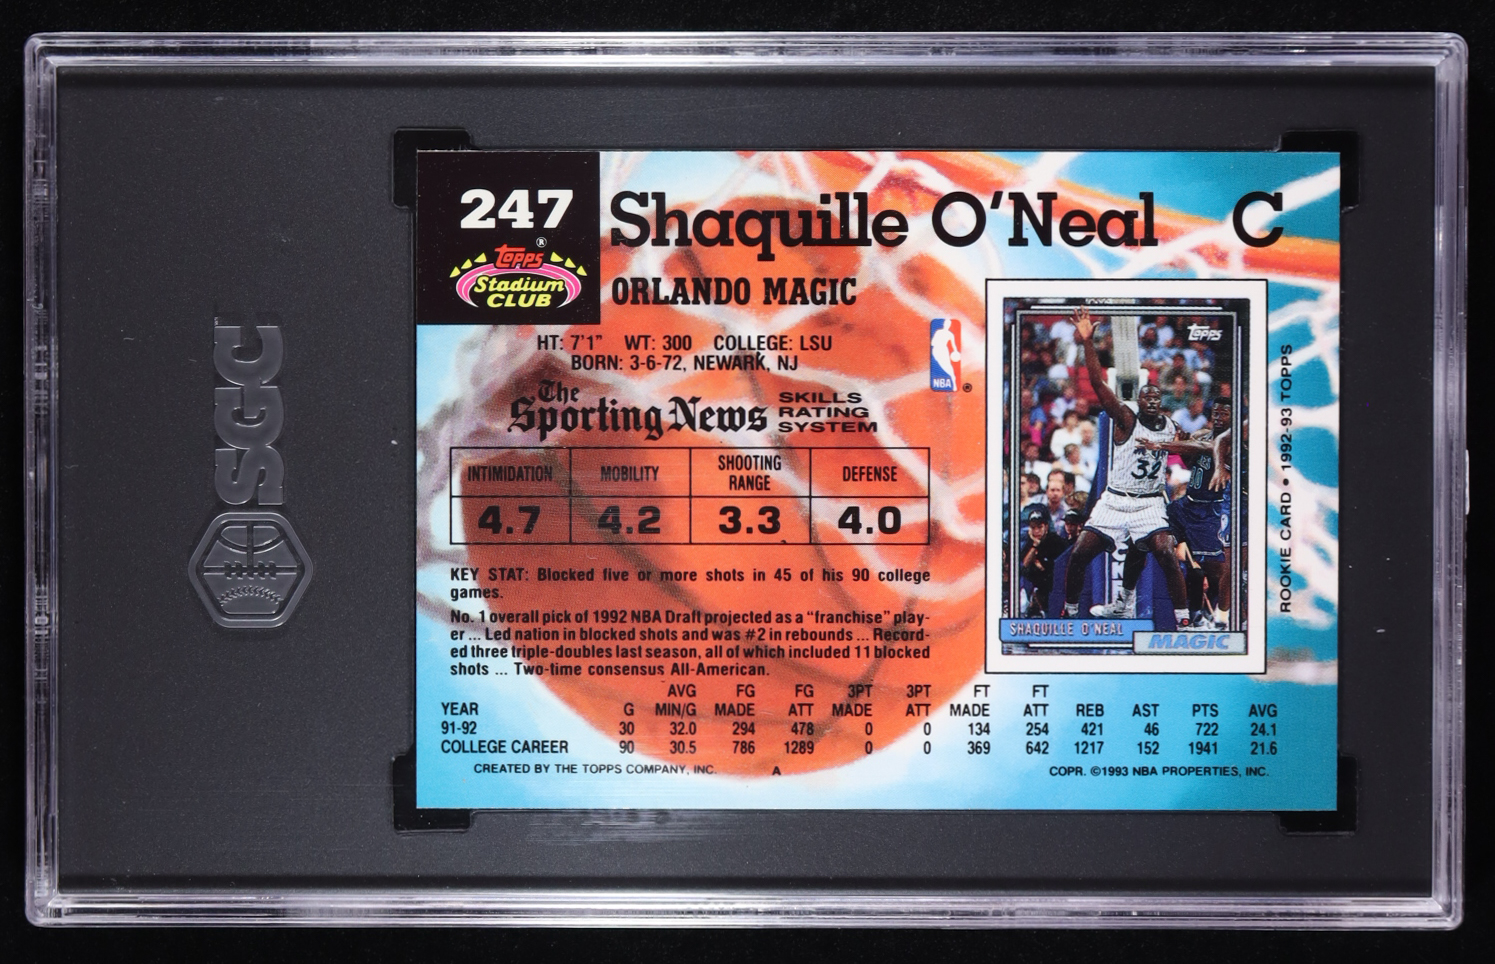 SGC
247
Topps®
Stadium
CLUB
Shaquille O'Neal C
ORLANDO MAGIC
HT: 7'1" WT: 300 COLLEGE: LSU
BORN: 3-6-72, NEWARK, NJ
The
Sporting News
SKILLS
RATING
SYSTEM
NBA ®
INTIMIDATION MOBILITY SHOOTING RANGE DEFENSE
4.7 4.2 3.3 4.0
KEY STAT: Blocked five or more shots in 45 of his 90 college
games.
No. 1 overall pick of 1992 NBA Draft projected as a "franchise" play-
er ... Led nation in blocked shots and was #2 in rebounds ... Record-
ed three triple-doubles last season, all of which included 11 blocked
shots ... Two-time consensus All-American.
Topps
32
SHAQUILLE O'NEAL
MAGIC
ROOKIE CARD • 1992-93 TOPPS
AVG FG FG 3PT 3PT FT FT
YEAR G MIN/G MADE ATT MADE ATT MADE ATT REB AST PTS AVG
91-92 30 32.0 294 478 0 0 134 254 421 46 722 24.1
COLLEGE CAREER 90 30.5 786 1289 0 0 369 642 1217 152 1941 21.6
CREATED BY THE TOPPS COMPANY, INC. A COPR. ©1993 NBA PROPERTIES, INC.